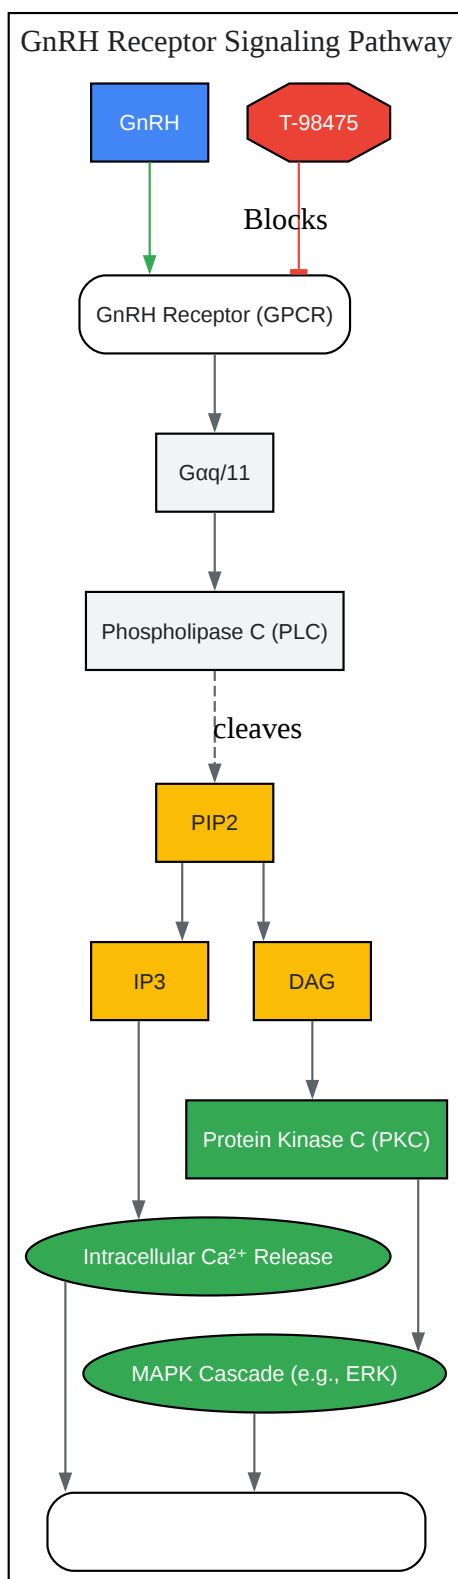 GnRH Receptor Signaling Pathway
GnRH
T-98475
Blocks
GnRH Receptor (GPCR)
Gαq/11
Phospholipase C (PLC)
cleaves
PIP2
IP3
DAG
Protein Kinase C (PKC)
Intracellular Ca²⁺ Release
MAPK Cascade (e.g., ERK)